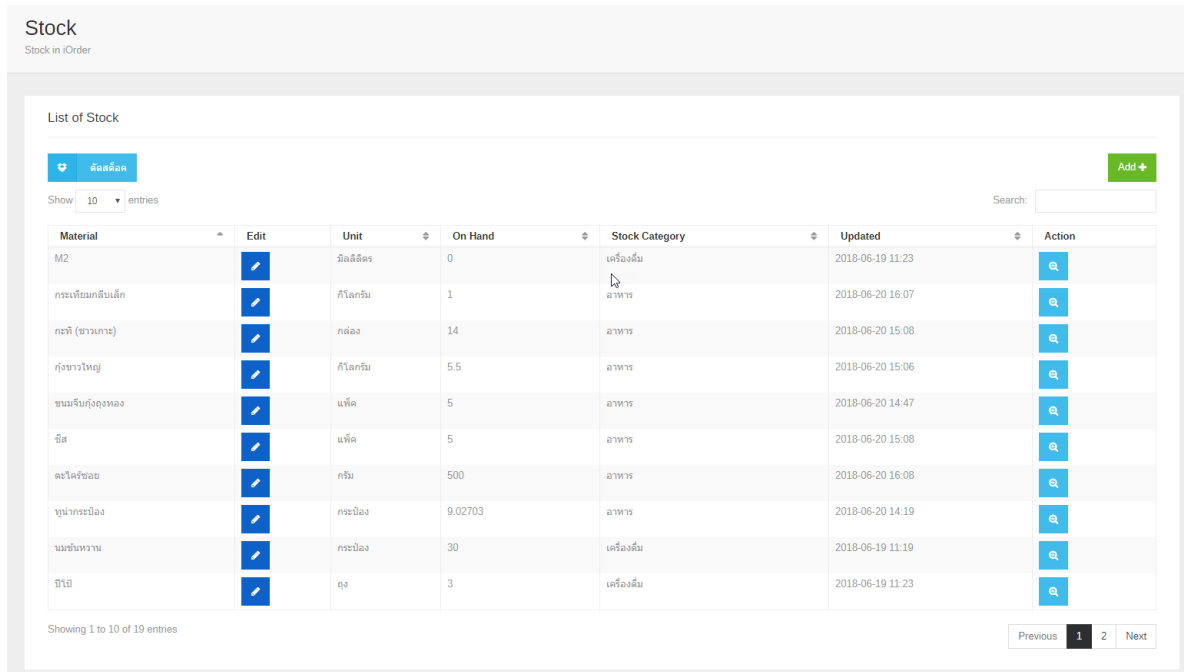 Stock
Stock in iOrder
List of Stock
ตัดสต็อค
Add +
Show 10 entries
Search:
Material Edit Unit On Hand Stock Category Updated Action
M2 มิลลิลิตร 0 เครื่องดื่ม 2018-06-19 11:23
กระเทียมกลีบเล็ก กิโลกรัม 1 อาหาร 2018-06-20 16:07
กะทิ (ชาวเกาะ) กล่อง 14 อาหาร 2018-06-20 15:08
กุ้งขาวใหญ่ กิโลกรัม 5.5 อาหาร 2018-06-20 15:06
ขนมจีบกุ้งถุงทอง แพ็ค 5 อาหาร 2018-06-20 14:47
ชีส แพ็ค 5 อาหาร 2018-06-20 15:08
ตะไคร้ซอย กรัม 500 อาหาร 2018-06-20 16:08
ทูน่ากระป๋อง กระป๋อง 9.02703 อาหาร 2018-06-20 14:19
นมข้นหวาน กระป๋อง 30 เครื่องดื่ม 2018-06-19 11:19
ปีโป้ ถุง 3 เครื่องดื่ม 2018-06-19 11:23
Showing 1 to 10 of 19 entries
Previous 1 2 Next